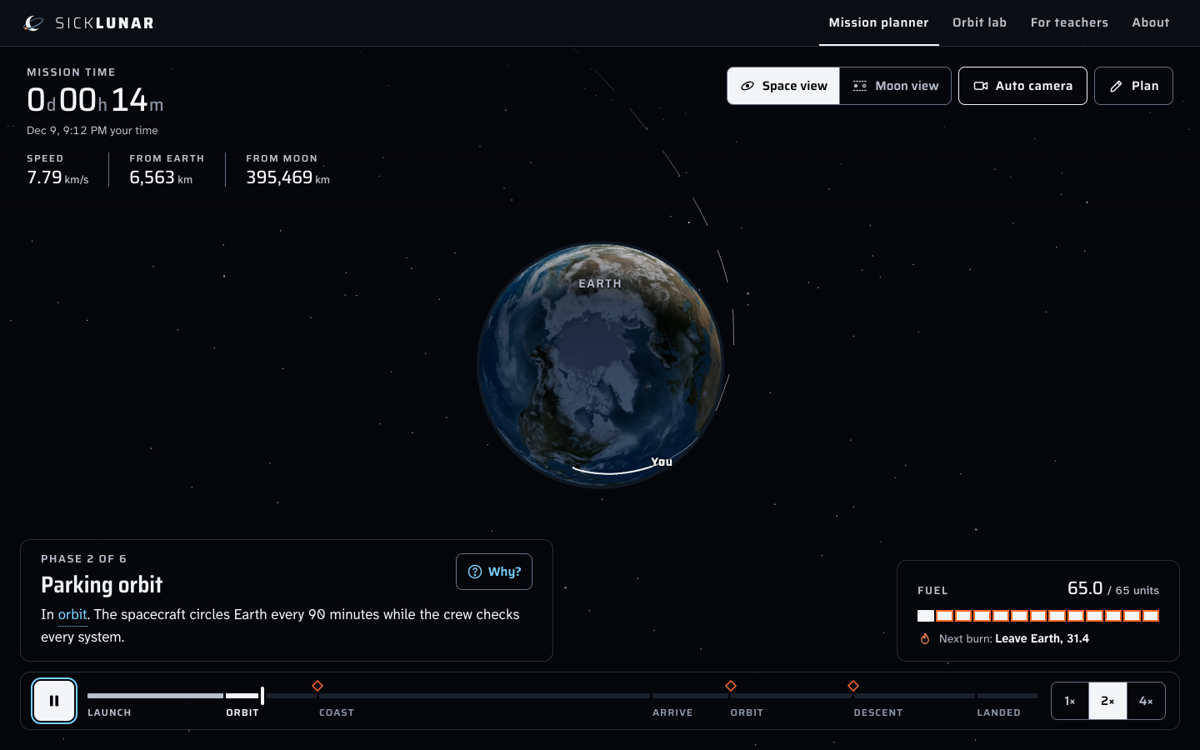 SICKLUNAR
Mission planner
Orbit lab
For teachers
About
MISSION TIME
0d00h14m
Dec 9, 9:12 PM your time
SPEED
7.79 km/s
FROM EARTH
6,563 km
FROM MOON
395,469 km
Space view
Moon view
Auto camera
Plan
EARTH
You
PHASE 2 OF 6
Parking orbit
Why?
In orbit. The spacecraft circles Earth every 90 minutes while the crew checks
every system.
FUEL
65.0 / 65 units
Next burn: Leave Earth, 31.4
LAUNCH
ORBIT
COAST
ARRIVE
ORBIT
DESCENT
LANDED
1×
2×
4×